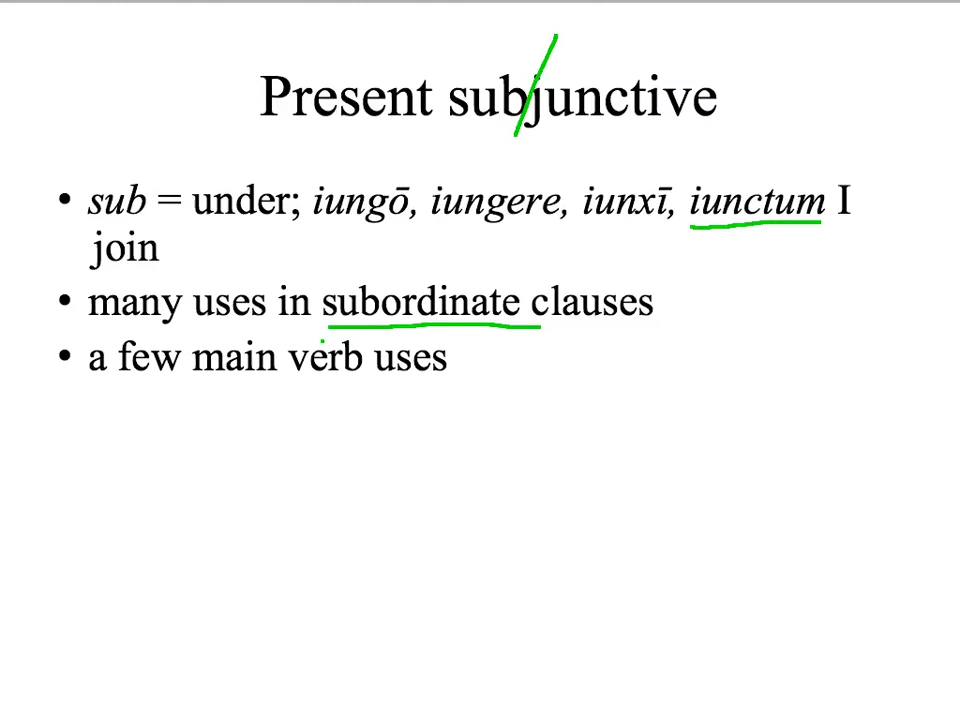 Present subjunctive
• sub = under; iungō, iungere, iunxī, iunctum I
join
• many uses in subordinate clauses
• a few main verb uses